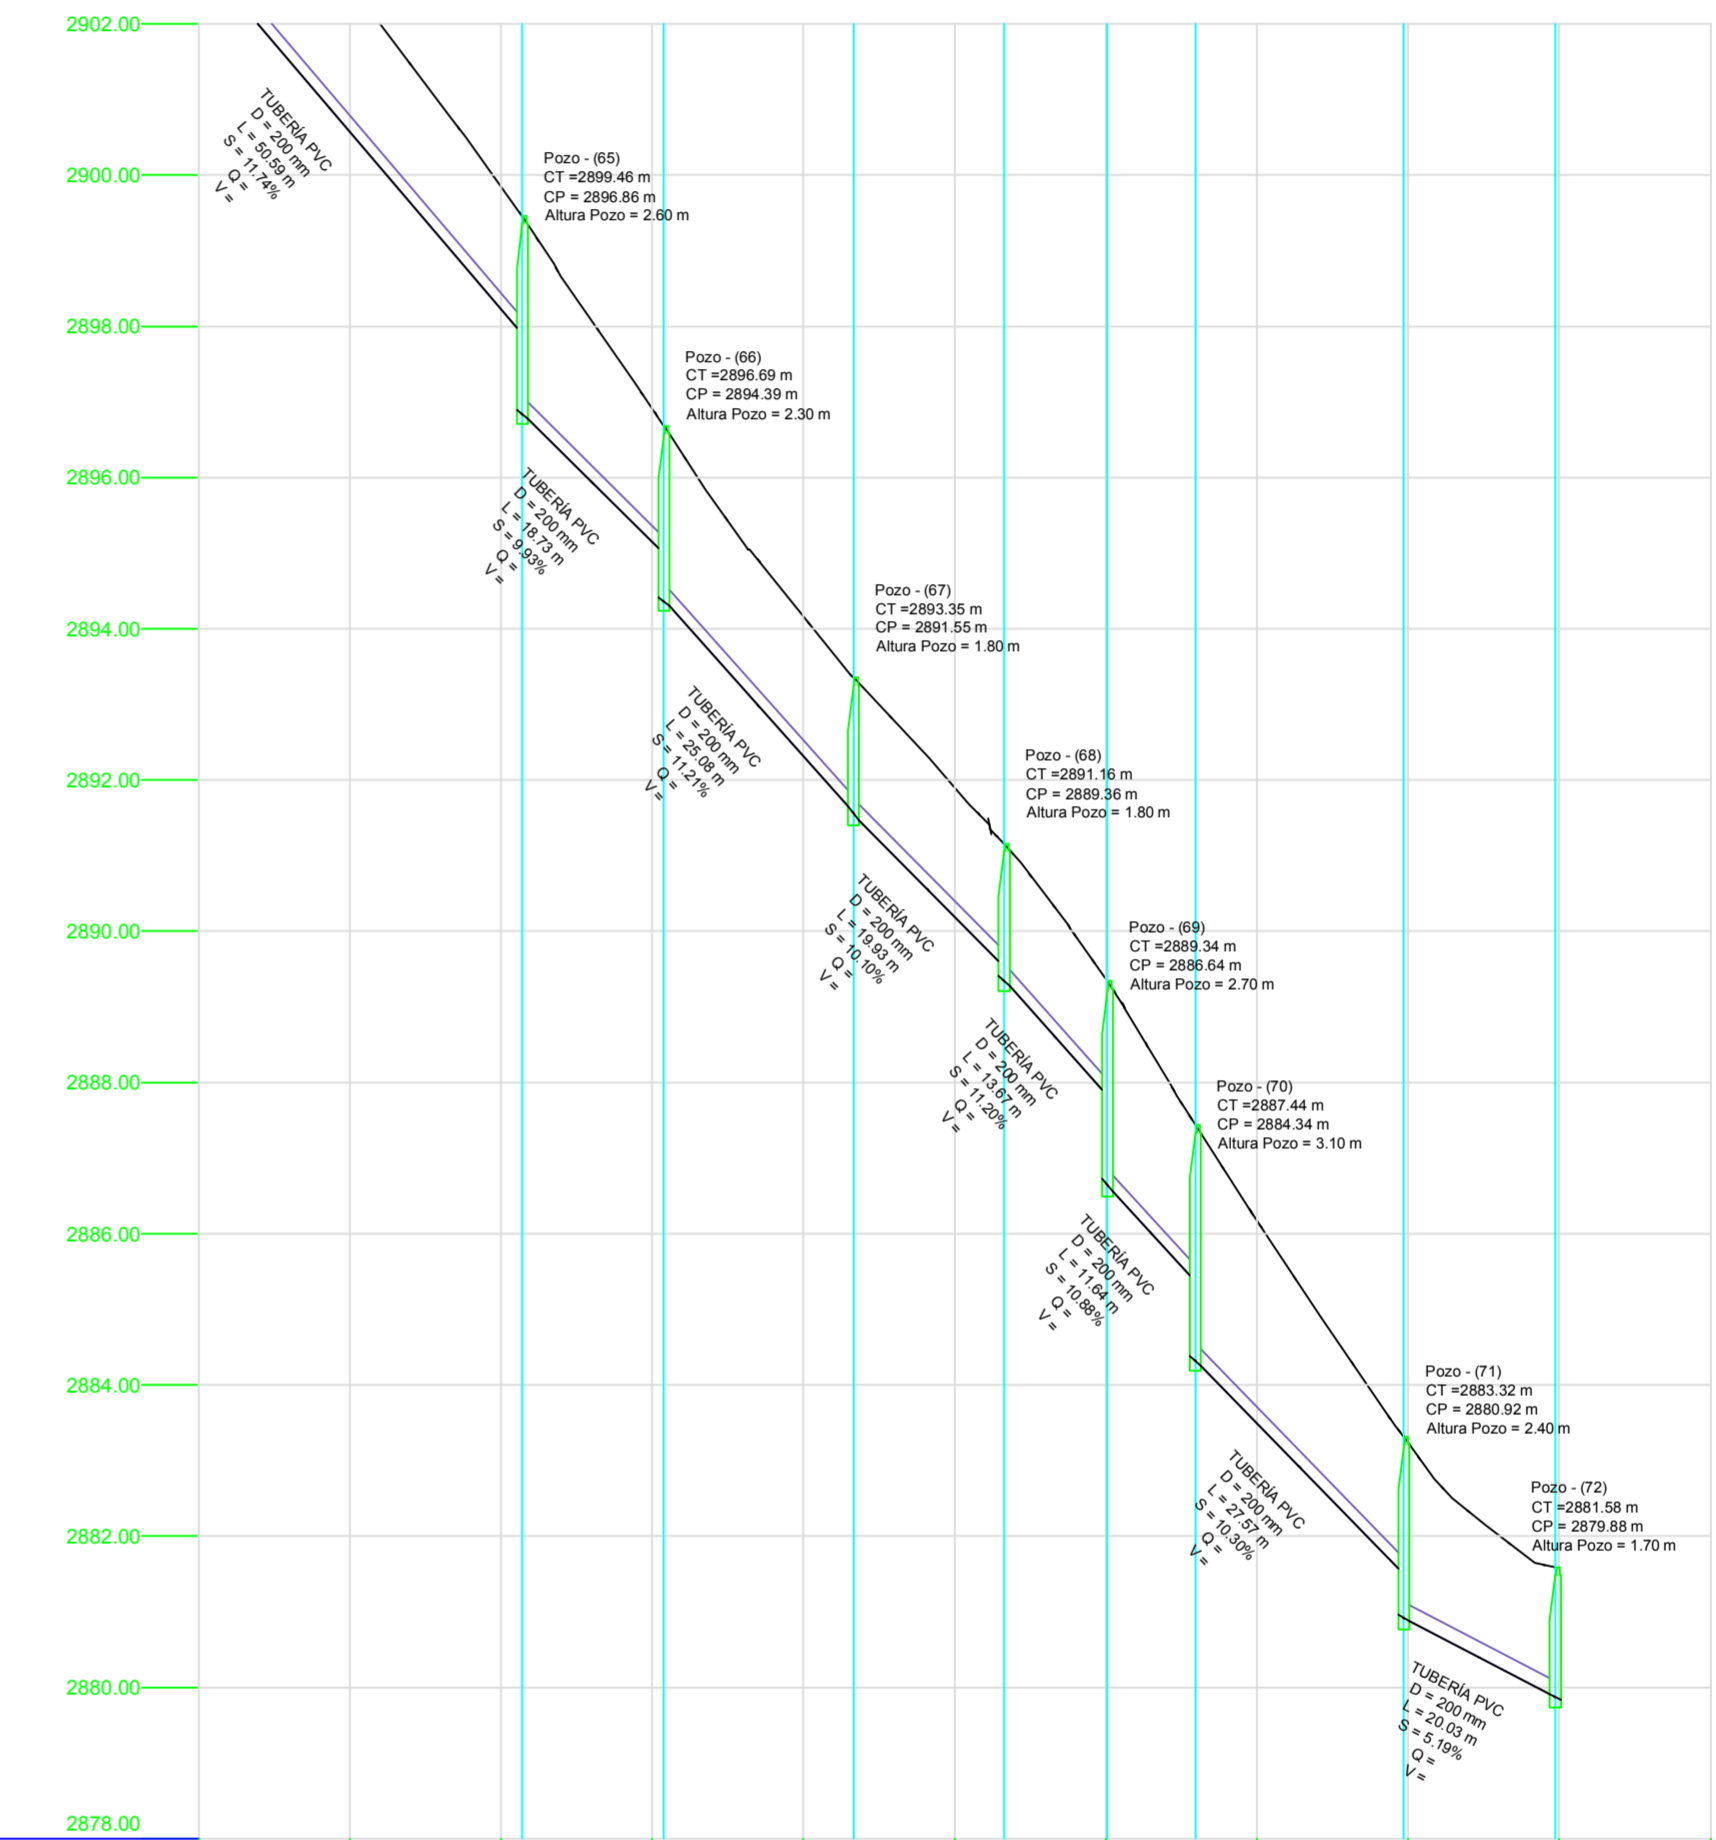 2902.00
TUBERÍA PVC
D = 200 mm
L = 50.59 m
S = 11.74%
Q =
V =
2900.00
Pozo - (65)
CT =2899.46 m
CP = 2896.86 m
Altura Pozo = 2.60 m
2898.00
Pozo - (66)
CT =2896.69 m
CP = 2894.39 m
Altura Pozo = 2.30 m
2896.00
TUBERÍA PVC
D = 200 mm
L = 18.73 m
S = 9.93%
Q =
V =
Pozo - (67)
CT =2893.35 m
CP = 2891.55 m
Altura Pozo = 1.80 m
2894.00
TUBERÍA PVC
D = 200 mm
L = 25.08 m
S = 11.21%
Q =
V =
Pozo - (68)
CT =2891.16 m
CP = 2889.36 m
Altura Pozo = 1.80 m
2892.00
TUBERÍA PVC
D = 200 mm
L = 19.93 m
S = 10.10%
Q =
V =
Pozo - (69)
CT =2889.34 m
CP = 2886.64 m
Altura Pozo = 2.70 m
2890.00
TUBERÍA PVC
D = 200 mm
L = 13.67 m
S = 11.20%
Q =
V =
2888.00
Pozo - (70)
CT =2887.44 m
CP = 2884.34 m
Altura Pozo = 3.10 m
2886.00
TUBERÍA PVC
D = 200 mm
L = 11.64 m
S = 10.88%
Q =
V =
2884.00
Pozo - (71)
CT =2883.32 m
CP = 2880.92 m
Altura Pozo = 2.40 m
TUBERÍA PVC
D = 200 mm
L = 27.57 m
S = 10.30%
Q =
V =
2882.00
Pozo - (72)
CT =2881.58 m
CP = 2879.88 m
Altura Pozo = 1.70 m
2880.00
TUBERÍA PVC
D = 200 mm
L = 20.03 m
S = 5.19%
Q =
V =
2878.00